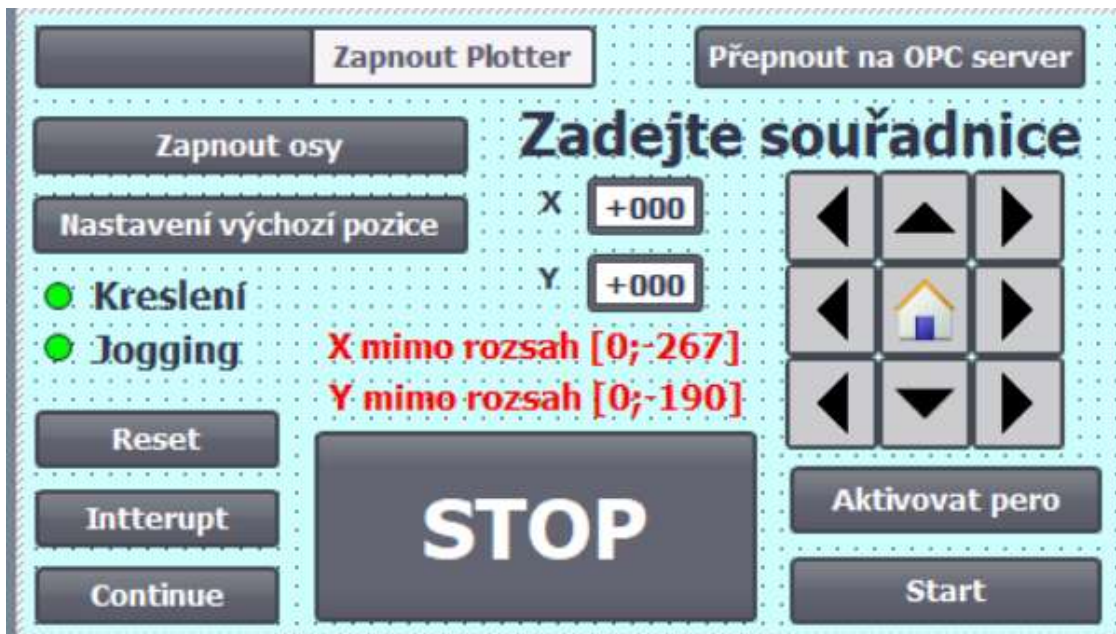 Zapnout Plotter
Přepnout na OPC server
Zapnout osy
Zadejte souřadnice
Nastavení výchozí pozice
X +000
Y +000
Kreslení
Jogging
X mimo rozsah [0;-267]
Y mimo rozsah [0;-190]
Reset
Intterupt
Continue
STOP
Aktivovat pero
Start